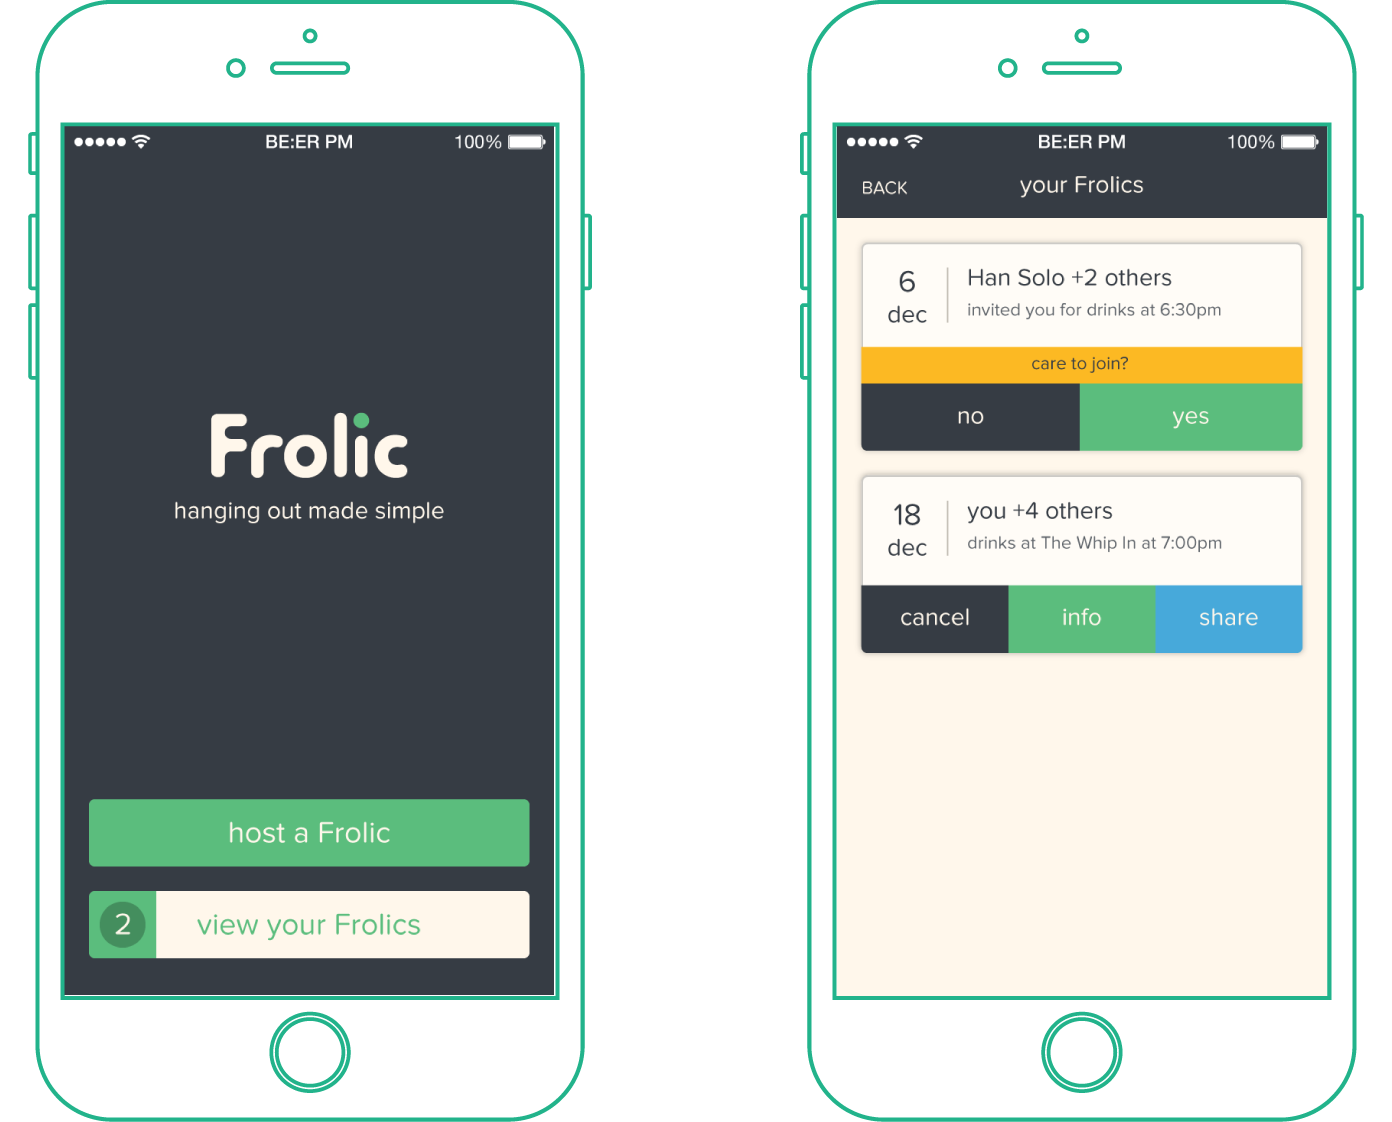 BE:ER PM 100%
Frolic
hanging out made simple
host a Frolic
2 view your Frolics
BE:ER PM 100%
BACK your Frolics
6 Han Solo +2 others
dec invited you for drinks at 6:30pm
care to join?
no yes
18 you +4 others
dec drinks at The Whip In at 7:00pm
cancel info share